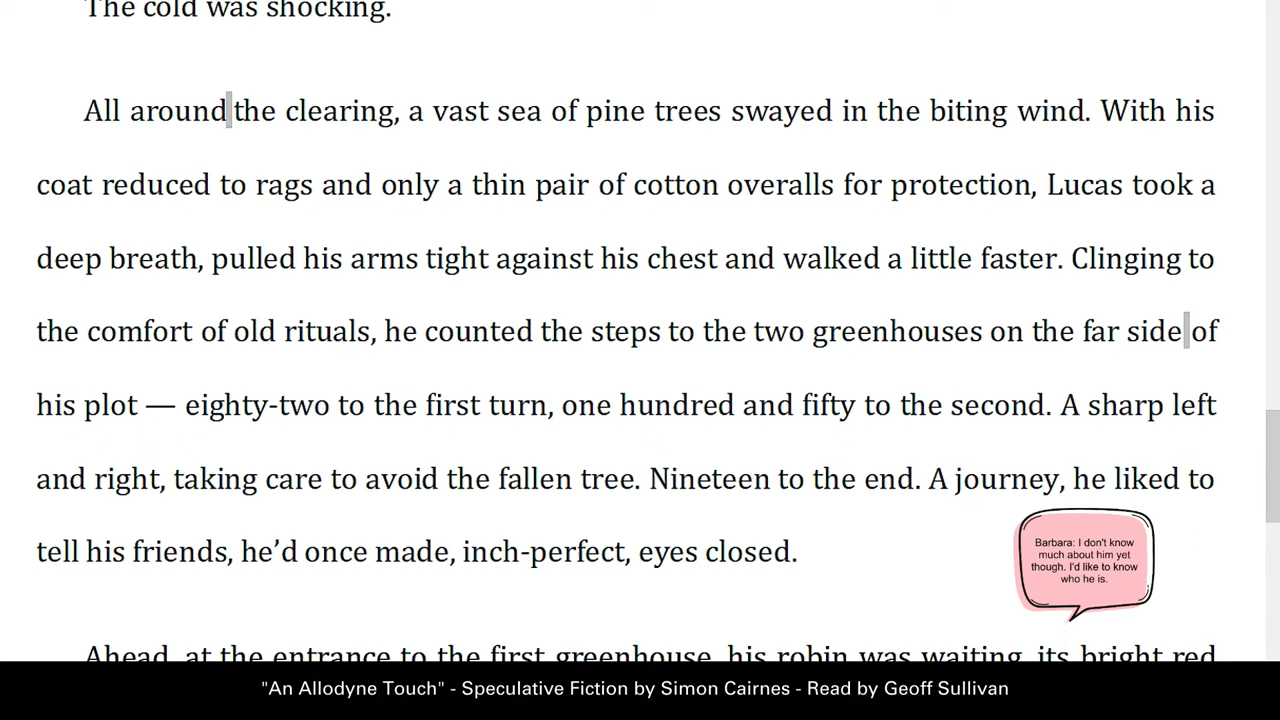 The cold was shocking.
All around the clearing, a vast sea of pine trees swayed in the biting wind. With his
coat reduced to rags and only a thin pair of cotton overalls for protection, Lucas took a
deep breath, pulled his arms tight against his chest and walked a little faster. Clinging to
the comfort of old rituals, he counted the steps to the two greenhouses on the far side of
his plot — eighty-two to the first turn, one hundred and fifty to the second. A sharp left
and right, taking care to avoid the fallen tree. Nineteen to the end. A journey, he liked to
tell his friends, he’d once made, inch-perfect, eyes closed.
Barbara: I don't know
much about him yet
though. I'd like to know
who he is.
Ahead, at the entrance to the first greenhouse, his robin was waiting, its bright red
"An Allodyne Touch" - Speculative Fiction by Simon Cairnes - Read by Geoff Sullivan